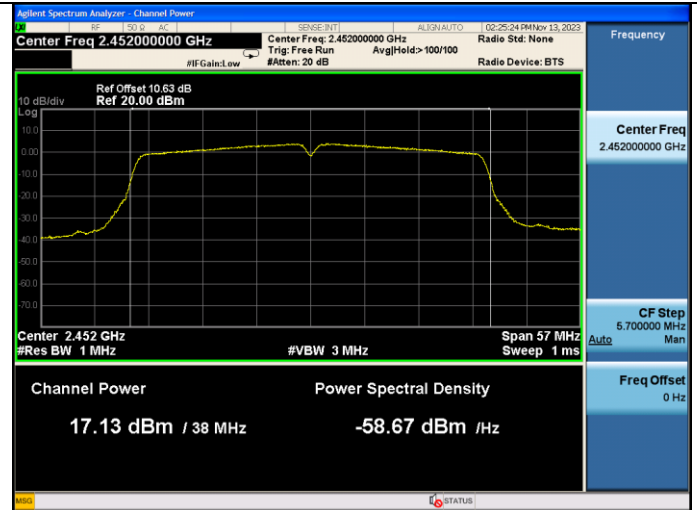 Agilent Spectrum Analyzer - Channel Power
RF 50 Ω AC SENSE:INT ALIGN AUTO 02:25:24 PM Nov 13, 2023
Center Freq 2.452000000 GHz
Center Freq: 2.452000000 GHz Radio Std: None
Trig: Free Run Avg|Hold:>100/100
#IFGain:Low #Atten: 20 dB Radio Device: BTS
Ref Offset 10.63 dB
10 dB/div Ref 20.00 dBm
Log
10.0
0.00
-10.0
-20.0
-30.0
-40.0
-50.0
-60.0
-70.0
Center 2.452 GHz Span 57 MHz
#Res BW 1 MHz #VBW 3 MHz Sweep 1 ms
Channel Power Power Spectral Density
17.13 dBm / 38 MHz -58.67 dBm /Hz
Frequency
Center Freq
2.452000000 GHz
CF Step
5.700000 MHz
Auto Man
Freq Offset
0 Hz
MSG STATUS